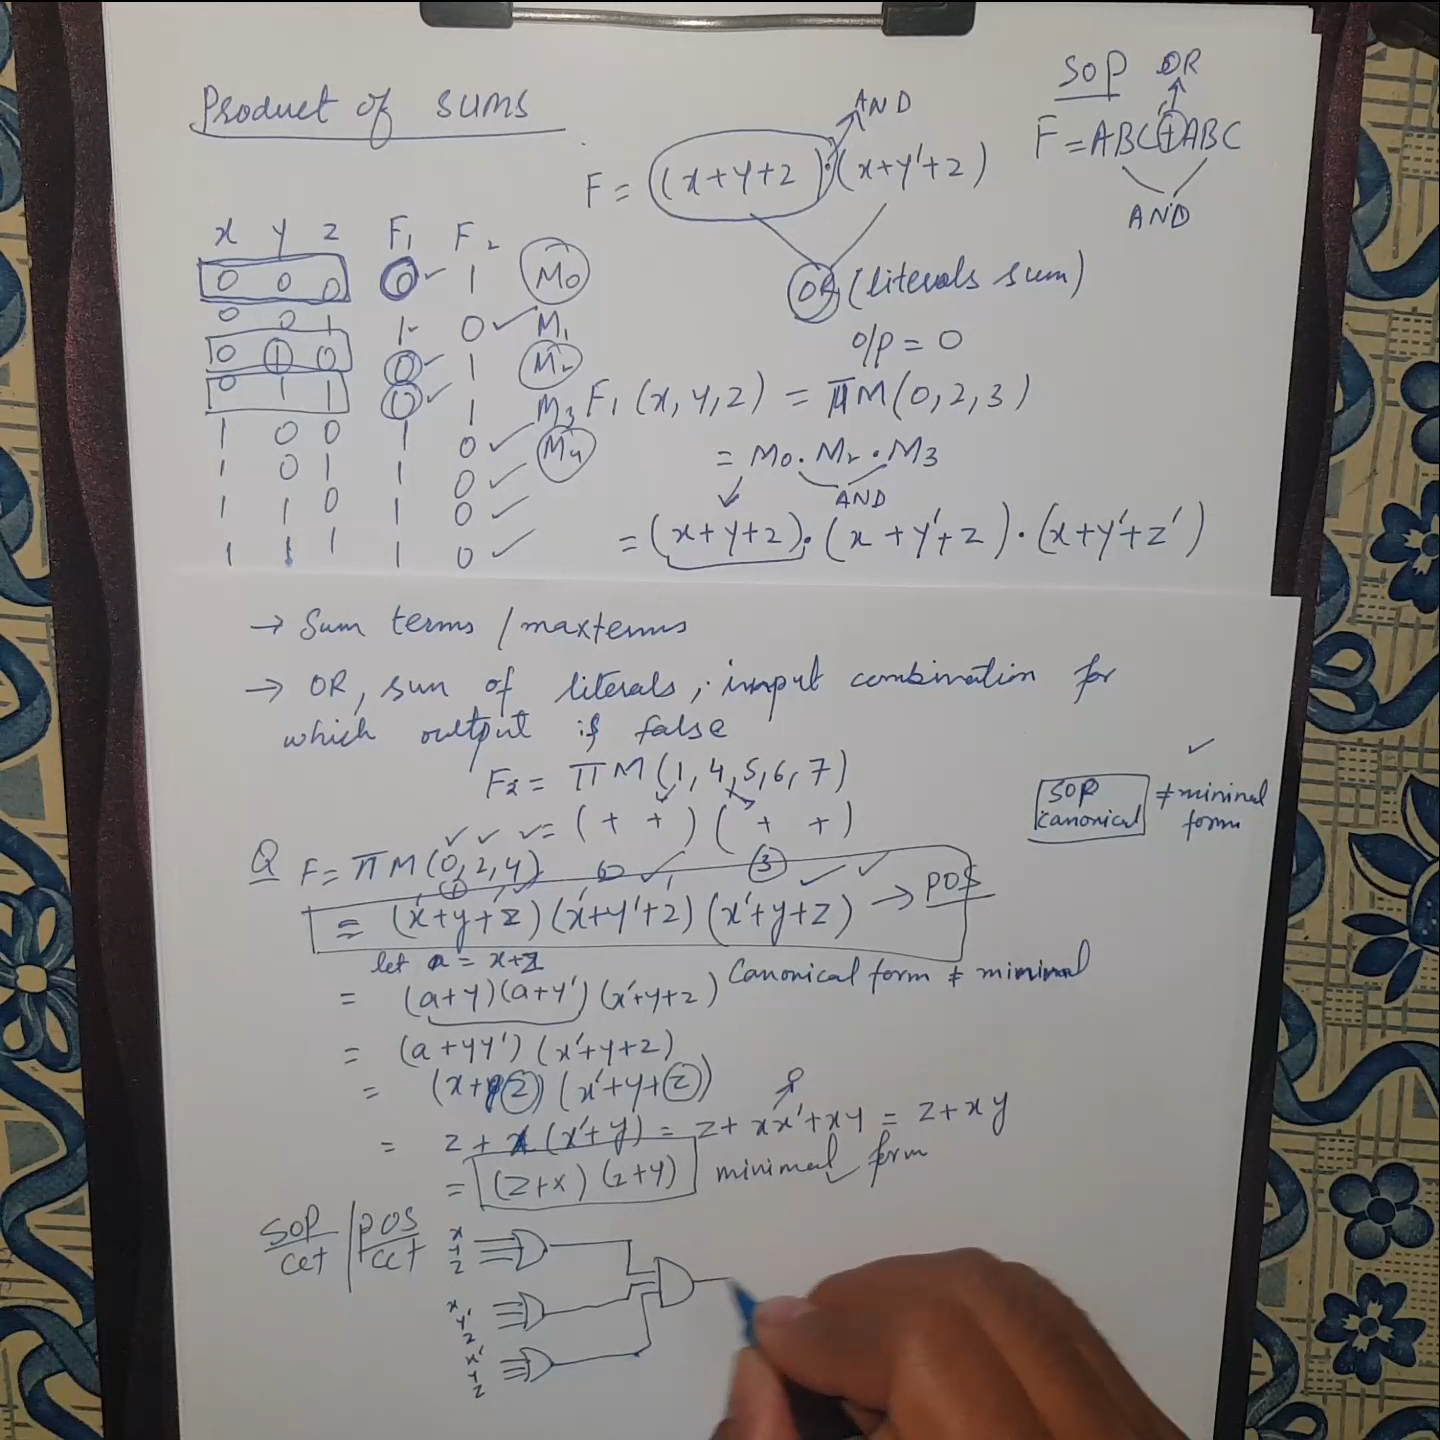 Product of sums
SOP OR
F = ABC + ABC
AND
AND
F = (x+y+z)·(x+y'+z)
OR (literals sum)
o/p = 0
x y z F1 F2
0 0 0 0 1 M0
0 0 1 1 0 M1
0 1 0 0 1 M2
0 1 1 0 1 M3
1 0 0 1 0 M4
1 0 1 1 0
1 1 0 1 0
1 1 1 1 0
F1(x,y,z) = πM(0,2,3)
= M0·M2·M3
AND
= (x+y+z)·(x+y'+z)·(x+y'+z')
→ Sum terms / maxterms
→ OR, sum of literals, input combination for
which output is false
F2 = πM(1,4,5,6,7)
= ( + + ) ( + + )
SOP
canonical
≠ minimal
form
Q F = πM(0,2,4)
= (x+y+z)(x+y'+z)(x'+y+z) → POS
let a = x+z
Canonical form ≠ minimal
= (a+y)(a+y')(x'+y+z)
= (a+yy')(x'+y+z)
= (x+z)(x'+y+z)
0
= z + x(x'+y) = z + xx'+xy = z+xy
= (z+x)(z+y) minimal form
SOP
cct
POS
cct
x
y
z
x
y'
z
x'
y
z